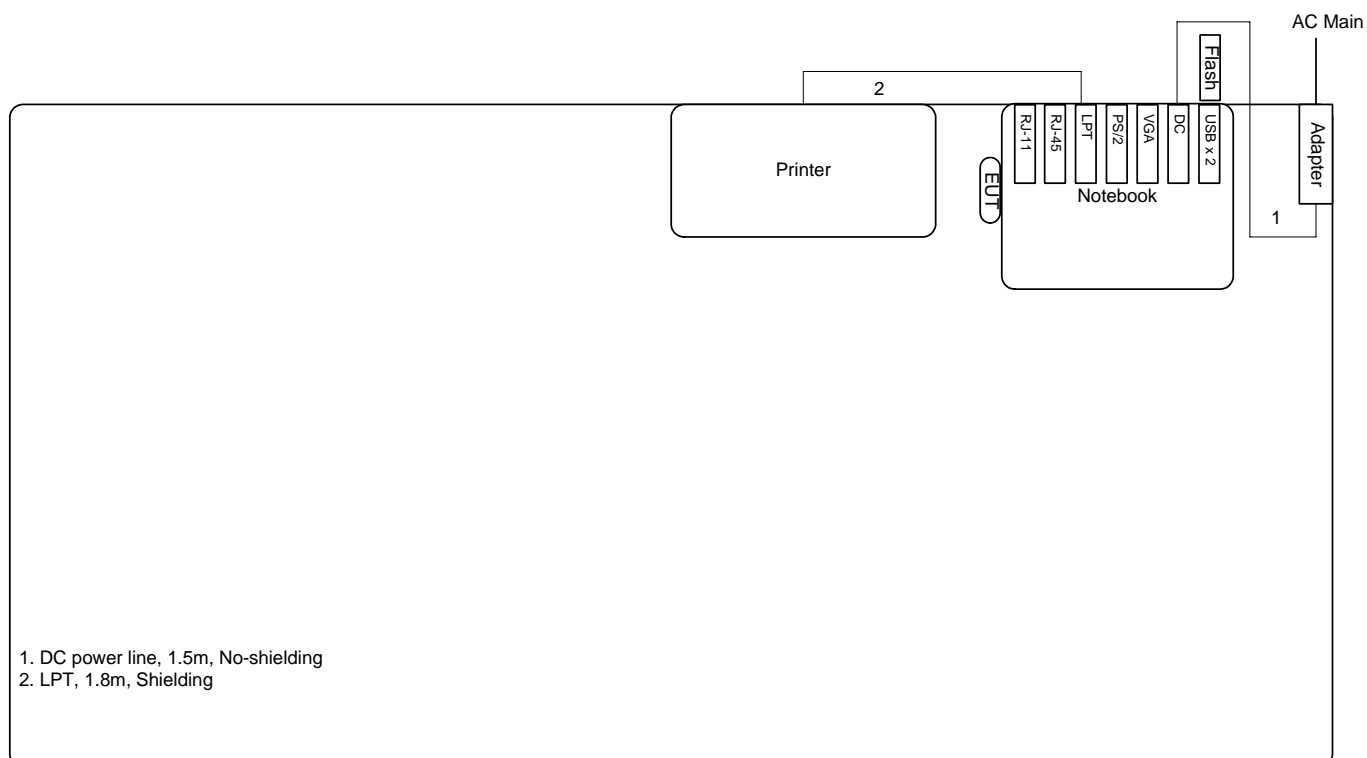 AC Main
Flash
2
RJ-11
RJ-45
LPT
PS/2
VGA
DC
USB x 2
Adapter
Printer
EUT
Notebook
1
1. DC power line, 1.5m, No-shielding
2. LPT, 1.8m, Shielding